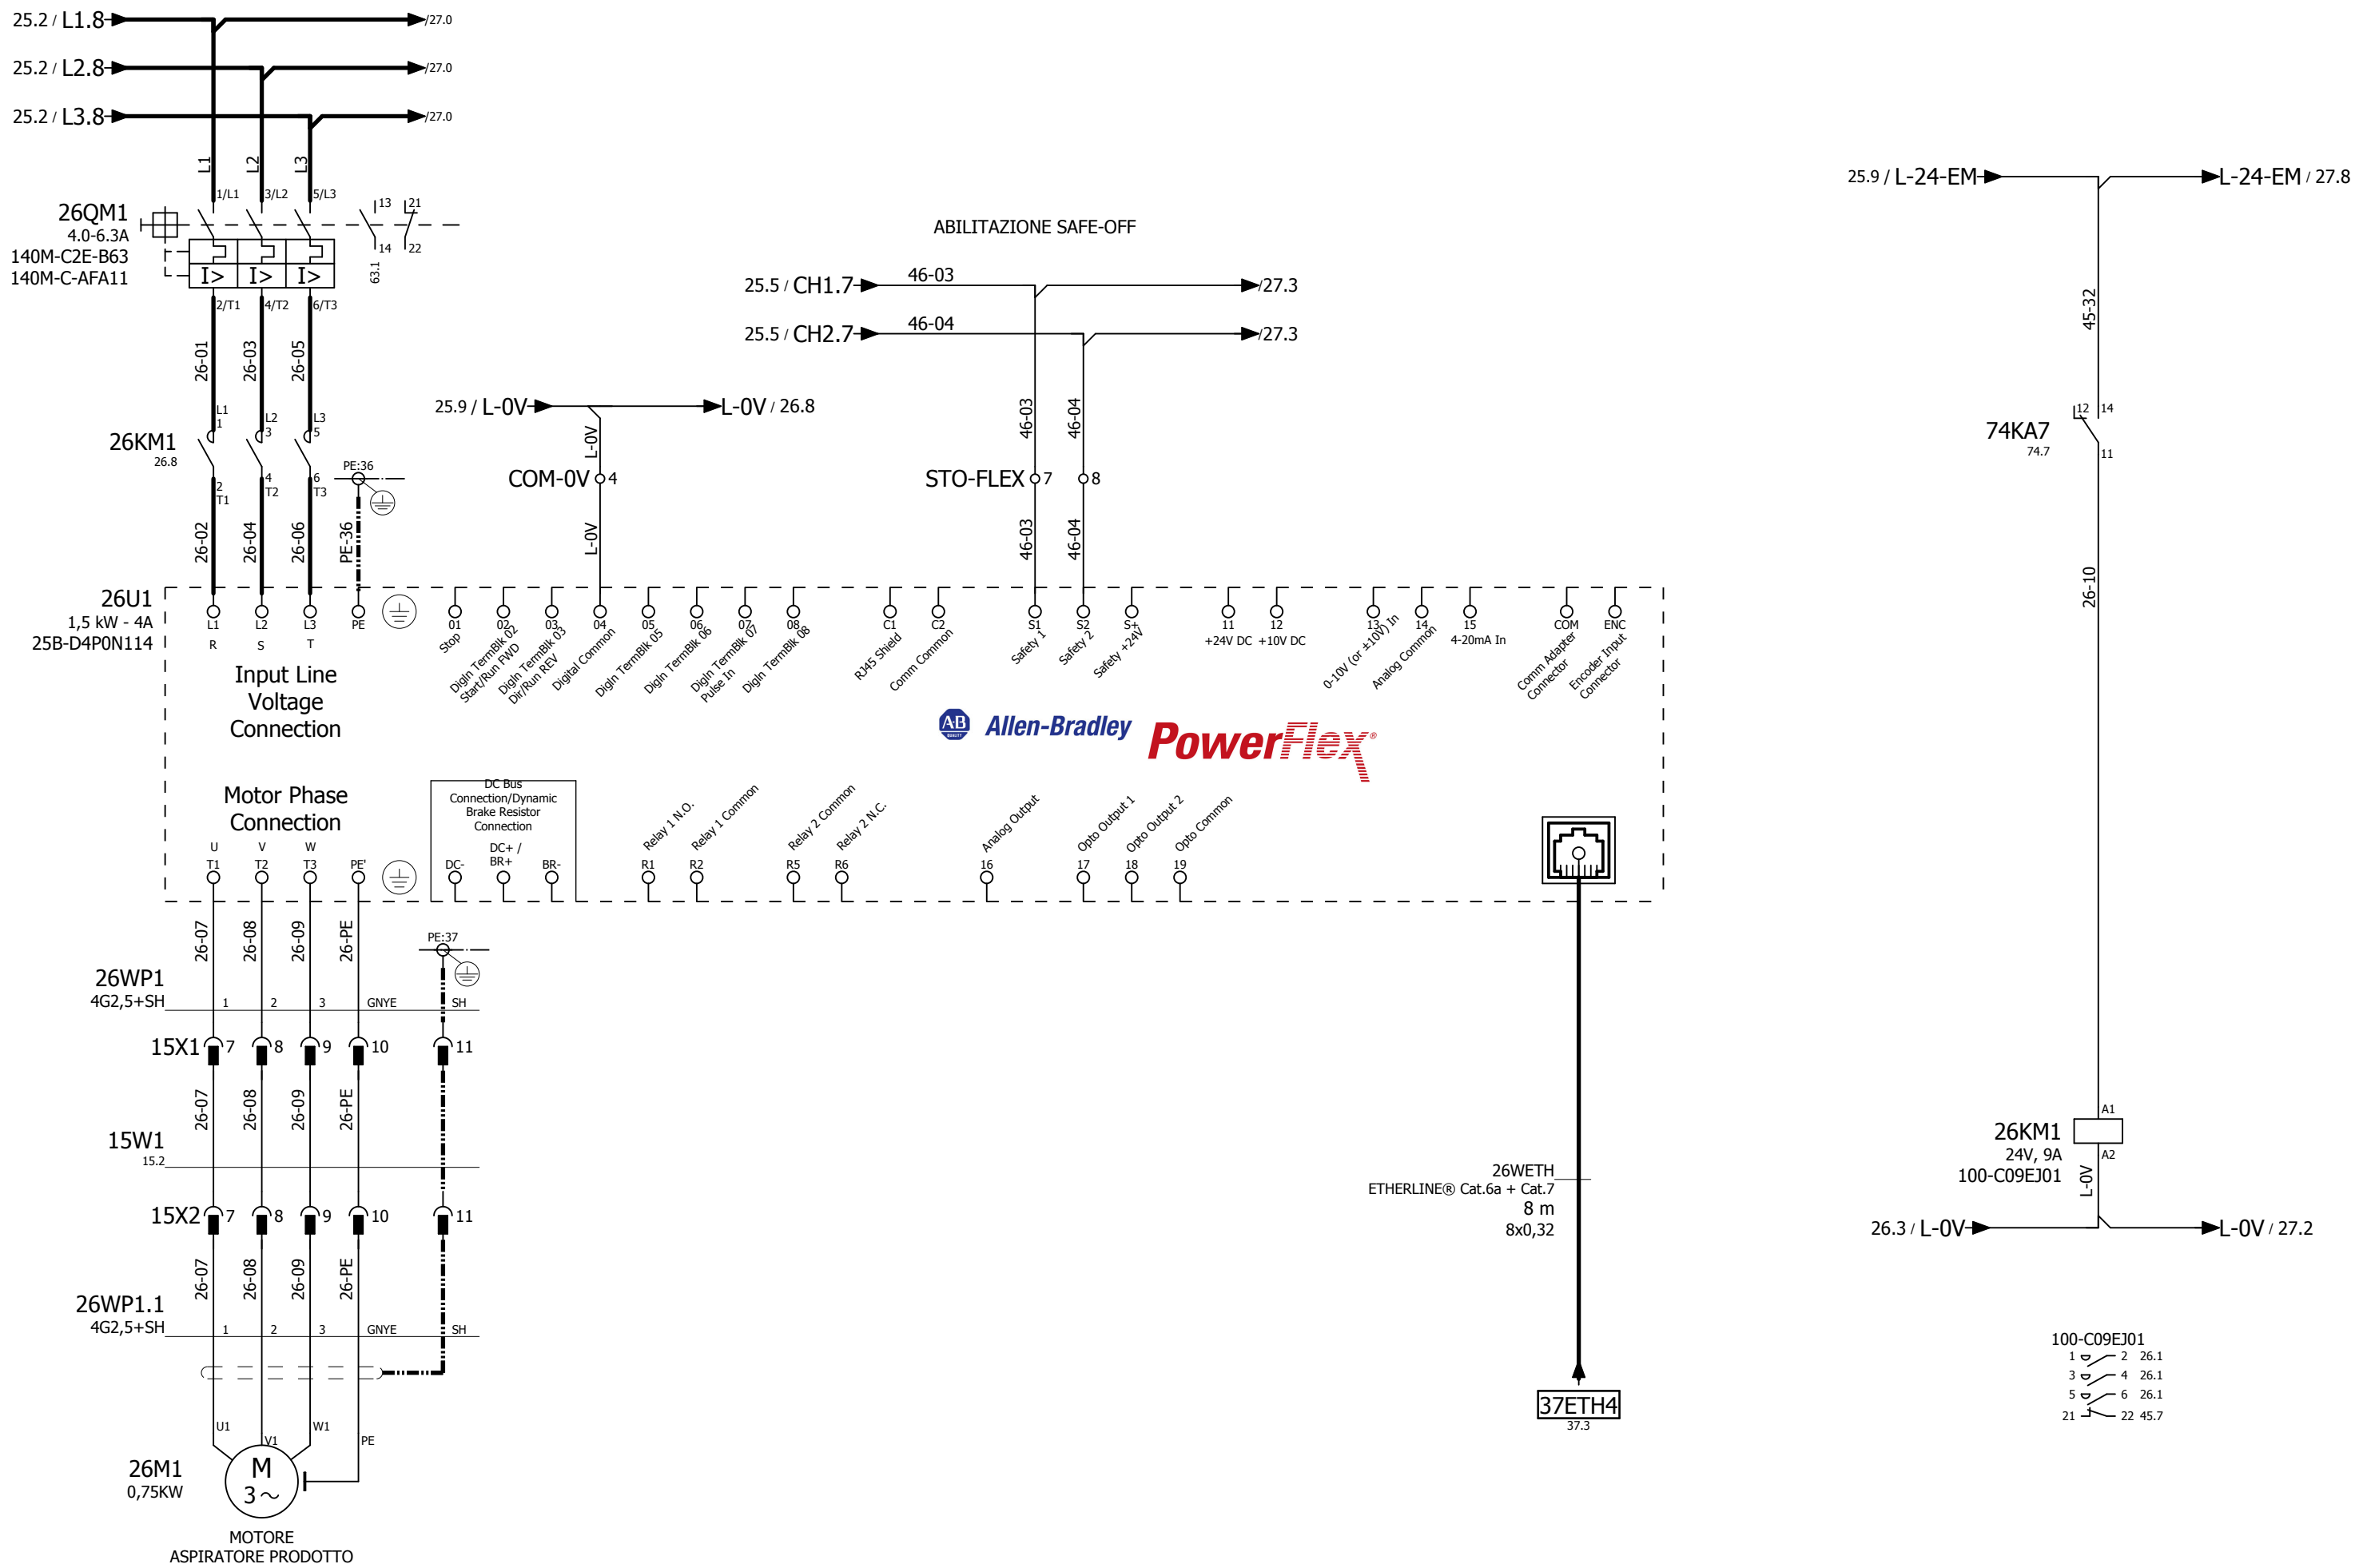 25.2 / L1.8
/27.0
25.2 / L2.8
/27.0
25.2 / L3.8
/27.0
L1
L2
L3
1/L1
3/L2
5/L3
13
21
14
22
63.1
26QM1
4.0-6.3A
140M-C2E-B63
140M-C-AFA11
I>
I>
I>
2/T1
4/T2
6/T3
26-01
26-03
26-05
L1
1
L2
3
L3
5
26KM1
26.8
2
T1
4
T2
6
T3
PE:36
26-02
26-04
26-06
PE-36
25.9 / L-0V
L-0V / 26.8
L-0V
COM-0V
4
L-0V
ABILITAZIONE SAFE-OFF
25.5 / CH1.7
46-03
/27.3
25.5 / CH2.7
46-04
/27.3
46-03
46-04
STO-FLEX
7
8
46-03
46-04
25.9 / L-24-EM
L-24-EM / 27.8
45-32
12
14
74KA7
74.7
11
26-10
26U1
1,5 kW - 4A
25B-D4P0N114
L1
L2
L3
PE
R
S
T
Input Line
Voltage
Connection
01
Stop
02
DigIn TermBlk 02
Start/Run FWD
03
DigIn TermBlk 03
Dir/Run REV
04
Digital Common
05
DigIn TermBlk 05
06
DigIn TermBlk 06
07
DigIn TermBlk 07
Pulse In
08
DigIn TermBlk 08
C1
RJ45 Shield
C2
Comm Common
S1
Safety 1
S2
Safety 2
S+
Safety +24V
11
+24V DC
12
+10V DC
13
0-10V (or ±10V) In
14
Analog Common
15
4-20mA In
COM
Comm Adapter
Connector
ENC
Encoder Input
Connector
AB
QUALITY
Allen-Bradley
PowerFlex®
Motor Phase
Connection
U
V
W
T1
T2
T3
PE'
DC Bus
Connection/Dynamic
Brake Resistor
Connection
DC-
DC+ /
BR+
BR-
Relay 1 N.O.
R1
Relay 1 Common
R2
Relay 2 Common
R5
Relay 2 N.C.
R6
Analog Output
16
Opto Output 1
17
Opto Output 2
18
Opto Common
19
26-07
26-08
26-09
26-PE
PE:37
26WP1
4G2,5+SH
1
2
3
GNYE
SH
15X1
7
8
9
10
11
26-07
26-08
26-09
26-PE
15W1
15.2
15X2
7
8
9
10
11
26-07
26-08
26-09
26-PE
26WP1.1
4G2,5+SH
1
2
3
GNYE
SH
U1
V1
W1
PE
26M1
0,75KW
M
3~
MOTORE
ASPIRATORE PRODOTTO
26WETH
ETHERLINE® Cat.6a + Cat.7
8 m
8x0,32
37ETH4
37.3
A1
26KM1
24V, 9A
100-C09EJ01
A2
L-0V
26.3 / L-0V
L-0V / 27.2
100-C09EJ01
1 2 26.1
3 4 26.1
5 6 26.1
21 22 45.7